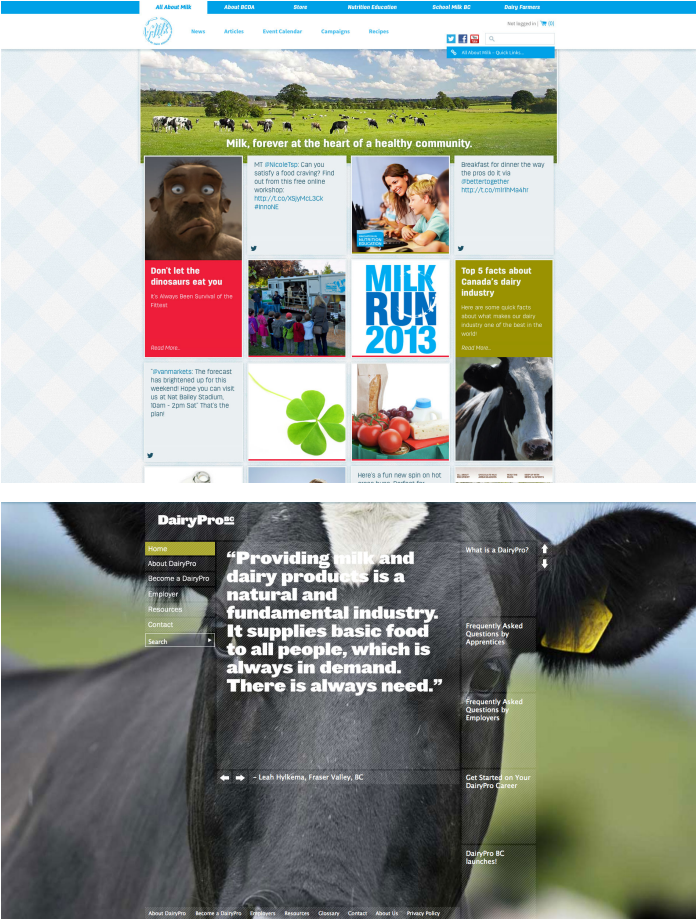 All About Milk
About BCDA
Store
Nutrition Education
School Milk BC
Dairy Farmers
Not logged in | (0)
Milk
News
Articles
Event Calendar
Campaigns
Recipes
All About Milk - Quick Links...
Milk, forever at the heart of a healthy community.
MT @NicoleTop: Can you
satisfy a food craving? Find
out from this free online
workshop:
http://t.co/XSjyMcL3Ck
#InnoNE
NUTRITION
EDUCATION
Breakfast for dinner the way
the pros do it via
@bettertogether
http://t.co/mIrlhMa4hr
Don't let the
dinosaurs eat you
It's Always Been Survival of the
Fittest
Read More..
MILK
RUN
2013
Top 5 facts about
Canada's dairy
industry
Here are some quick facts
about what makes our dairy
industry one of the best in the
world!
Read More..
"@vanmarkets: The forecast
has brightened up for this
weekend! Hope you can visit
us at Nat Bailey Stadium,
10am - 2pm Sat" That's the
plan!
Here's a fun new spin on hot
DairyPro BC
Home
About DairyPro
Become a DairyPro
Employer
Resources
Contact
Search
“Providing milk and
dairy products is a
natural and
fundamental industry.
It supplies basic food
to all people, which is
always in demand.
There is always need.”
– Leah Hylkema, Fraser Valley, BC
What is a DairyPro?
Frequently Asked
Questions by
Apprentices
Frequently Asked
Questions by
Employers
Get Started on Your
DairyPro Career
DairyPro BC
launches!
About DairyPro
Become a DairyPro
Employers
Resources
Glossary
Contact
About Us
Privacy Policy